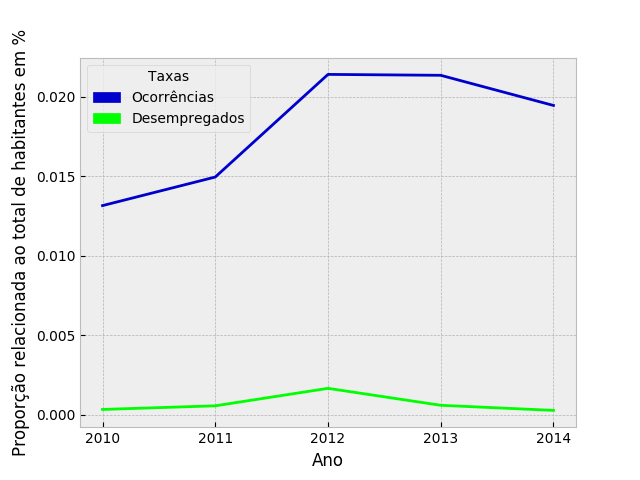 Proporção relacionada ao total de habitantes em %
Taxas
Ocorrências
Desempregados
0.020
0.015
0.010
0.005
0.000
2010 2011 2012 2013 2014
Ano